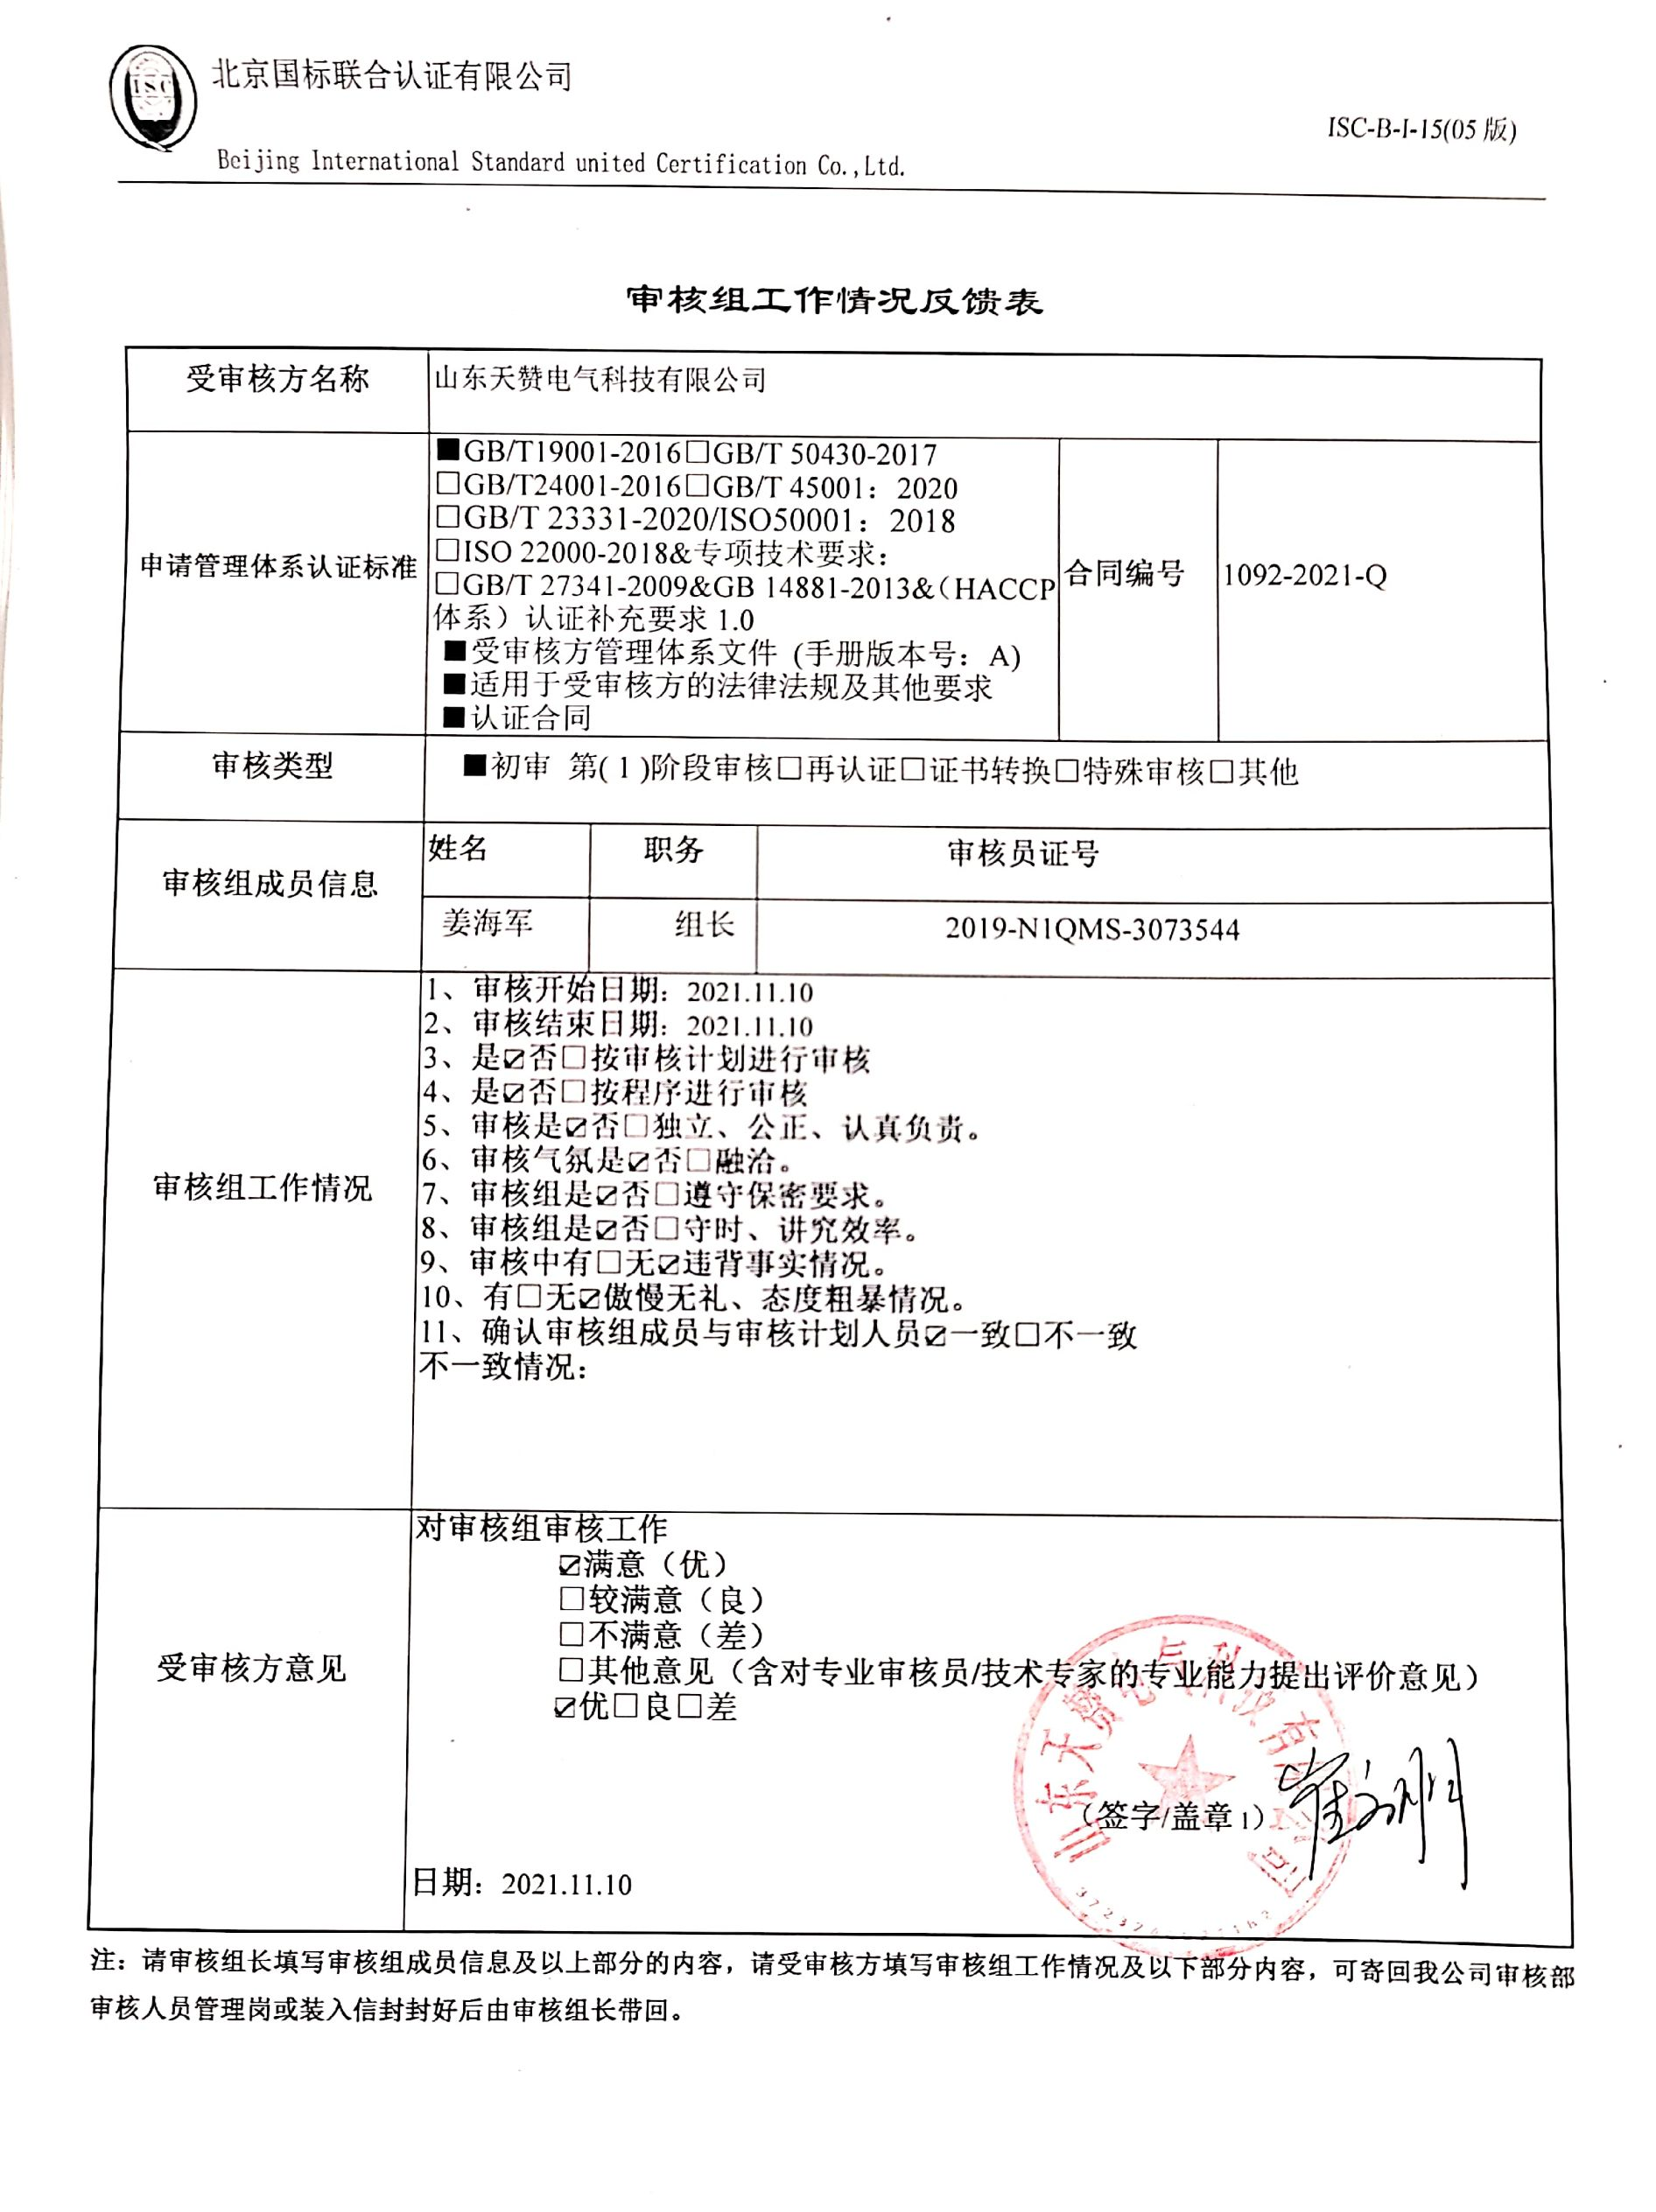 ISC
北京国标联合认证有限公司
ISC-B-I-15(05 版)
Beijing International Standard united Certification Co.,Ltd.
审核组工作情况反馈表
受审核方名称
山东天赞电气科技有限公司
申请管理体系认证标准
■GB/T19001-2016□GB/T 50430-2017
□GB/T24001-2016□GB/T 45001：2020
□GB/T 23331-2020/ISO50001：2018
□ISO 22000-2018&专项技术要求：
□GB/T 27341-2009&GB 14881-2013&（HACCP
体系）认证补充要求 1.0
■受审核方管理体系文件 (手册版本号：A)
■适用于受审核方的法律法规及其他要求
■认证合同
合同编号
1092-2021-Q
审核类型
■初审 第( 1 )阶段审核□再认证□证书转换□特殊审核□其他
审核组成员信息
姓名 职务 审核员证号
姜海军 组长 2019-N1QMS-3073544
审核组工作情况
1、审核开始日期：2021.11.10
2、审核结束日期：2021.11.10
3、是☑否□按审核计划进行审核
4、是☑否□按程序进行审核
5、审核是☑否□独立、公正、认真负责。
6、审核气氛是☑否□融洽。
7、审核组是☑否□遵守保密要求。
8、审核组是☑否□守时、讲究效率。
9、审核中有□无☑违背事实情况。
10、有□无☑傲慢无礼、态度粗暴情况。
11、确认审核组成员与审核计划人员☑一致□不一致
不一致情况：
受审核方意见
对审核组审核工作
☑满意（优）
□较满意（良）
□不满意（差）
□其他意见（含对专业审核员/技术专家的专业能力提出评价意见）
☑优□良□差
山东天赞电气科技有限公司
（签字/盖章 1）
日期：2021.11.10
注：请审核组长填写审核组成员信息及以上部分的内容，请受审核方填写审核组工作情况及以下部分内容，可寄回我公司审核部
审核人员管理岗或装入信封封好后由审核组长带回。